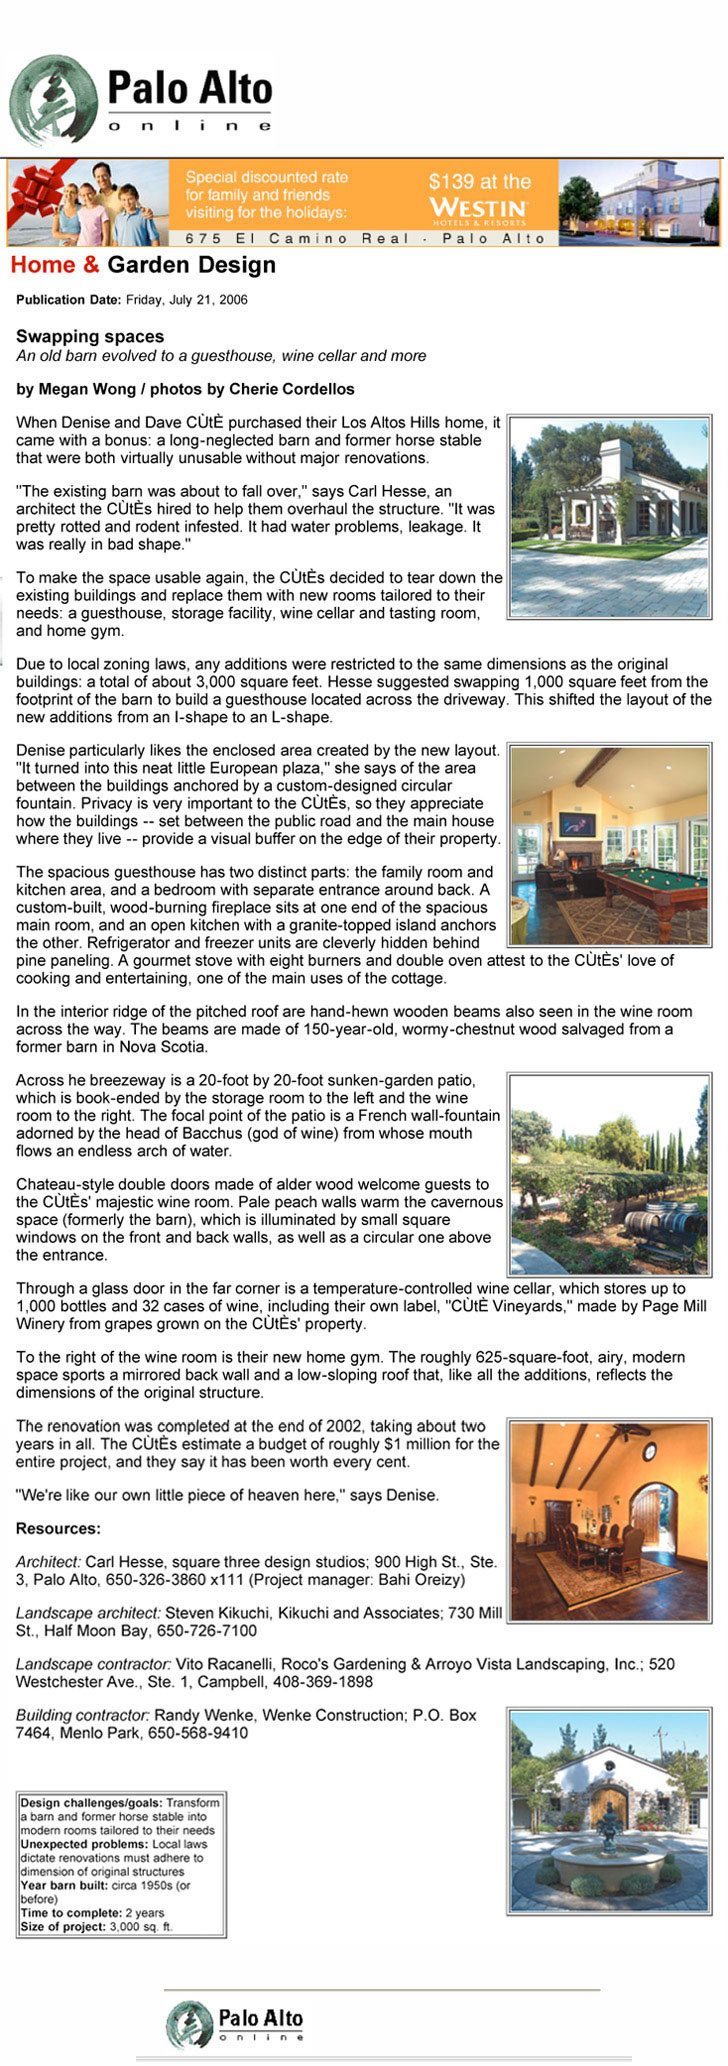 Palo Alto
online
Special discounted rate
for family and friends
visiting for the holidays:
$139 at the
WESTIN
HOTELS & RESORTS
675 El Camino Real - Palo Alto
Home & Garden Design
Publication Date: Friday, July 21, 2006
Swapping spaces
An old barn evolved to a guesthouse, wine cellar and more
by Megan Wong / photos by Cherie Cordellos
When Denise and Dave CÙtÈ purchased their Los Altos Hills home, it
came with a bonus: a long-neglected barn and former horse stable
that were both virtually unusable without major renovations.
"The existing barn was about to fall over," says Carl Hesse, an
architect the CÙtÈs hired to help them overhaul the structure. "It was
pretty rotted and rodent infested. It had water problems, leakage. It
was really in bad shape."
To make the space usable again, the CÙtÈs decided to tear down the
existing buildings and replace them with new rooms tailored to their
needs: a guesthouse, storage facility, wine cellar and tasting room,
and home gym.
Due to local zoning laws, any additions were restricted to the same dimensions as the original
buildings: a total of about 3,000 square feet. Hesse suggested swapping 1,000 square feet from the
footprint of the barn to build a guesthouse located across the driveway. This shifted the layout of the
new additions from an I-shape to an L-shape.
Denise particularly likes the enclosed area created by the new layout.
"It turned into this neat little European plaza," she says of the area
between the buildings anchored by a custom-designed circular
fountain. Privacy is very important to the CÙtÈs, so they appreciate
how the buildings -- set between the public road and the main house
where they live -- provide a visual buffer on the edge of their property.
The spacious guesthouse has two distinct parts: the family room and
kitchen area, and a bedroom with separate entrance around back. A
custom-built, wood-burning fireplace sits at one end of the spacious
main room, and an open kitchen with a granite-topped island anchors
the other. Refrigerator and freezer units are cleverly hidden behind
pine paneling. A gourmet stove with eight burners and double oven attest to the CÙtÈs' love of
cooking and entertaining, one of the main uses of the cottage.
In the interior ridge of the pitched roof are hand-hewn wooden beams also seen in the wine room
across the way. The beams are made of 150-year-old, wormy-chestnut wood salvaged from a
former barn in Nova Scotia.
Across he breezeway is a 20-foot by 20-foot sunken-garden patio,
which is book-ended by the storage room to the left and the wine
room to the right. The focal point of the patio is a French wall-fountain
adorned by the head of Bacchus (god of wine) from whose mouth
flows an endless arch of water.
Chateau-style double doors made of alder wood welcome guests to
the CÙtÈs' majestic wine room. Pale peach walls warm the cavernous
space (formerly the barn), which is illuminated by small square
windows on the front and back walls, as well as a circular one above
the entrance.
Through a glass door in the far corner is a temperature-controlled wine cellar, which stores up to
1,000 bottles and 32 cases of wine, including their own label, "CÙtÈ Vineyards," made by Page Mill
Winery from grapes grown on the CÙtÈs' property.
To the right of the wine room is their new home gym. The roughly 625-square-foot, airy, modern
space sports a mirrored back wall and a low-sloping roof that, like all the additions, reflects the
dimensions of the original structure.
The renovation was completed at the end of 2002, taking about two
years in all. The CÙtÈs estimate a budget of roughly $1 million for the
entire project, and they say it has been worth every cent.
"We're like our own little piece of heaven here," says Denise.
Resources:
Architect: Carl Hesse, square three design studios; 900 High St., Ste.
3, Palo Alto, 650-326-3860 x111 (Project manager: Bahi Oreizy)
Landscape architect: Steven Kikuchi, Kikuchi and Associates; 730 Mill
St., Half Moon Bay, 650-726-7100
Landscape contractor: Vito Racanelli, Roco's Gardening & Arroyo Vista Landscaping, Inc.; 520
Westchester Ave., Ste. 1, Campbell, 408-369-1898
Building contractor: Randy Wenke, Wenke Construction; P.O. Box
7464, Menlo Park, 650-568-9410
Design challenges/goals: Transform
a barn and former horse stable into
modern rooms tailored to their needs
Unexpected problems: Local laws
dictate renovations must adhere to
dimension of original structures
Year barn built: circa 1950s (or
before)
Time to complete: 2 years
Size of project: 3,000 sq. ft.
Palo Alto
online